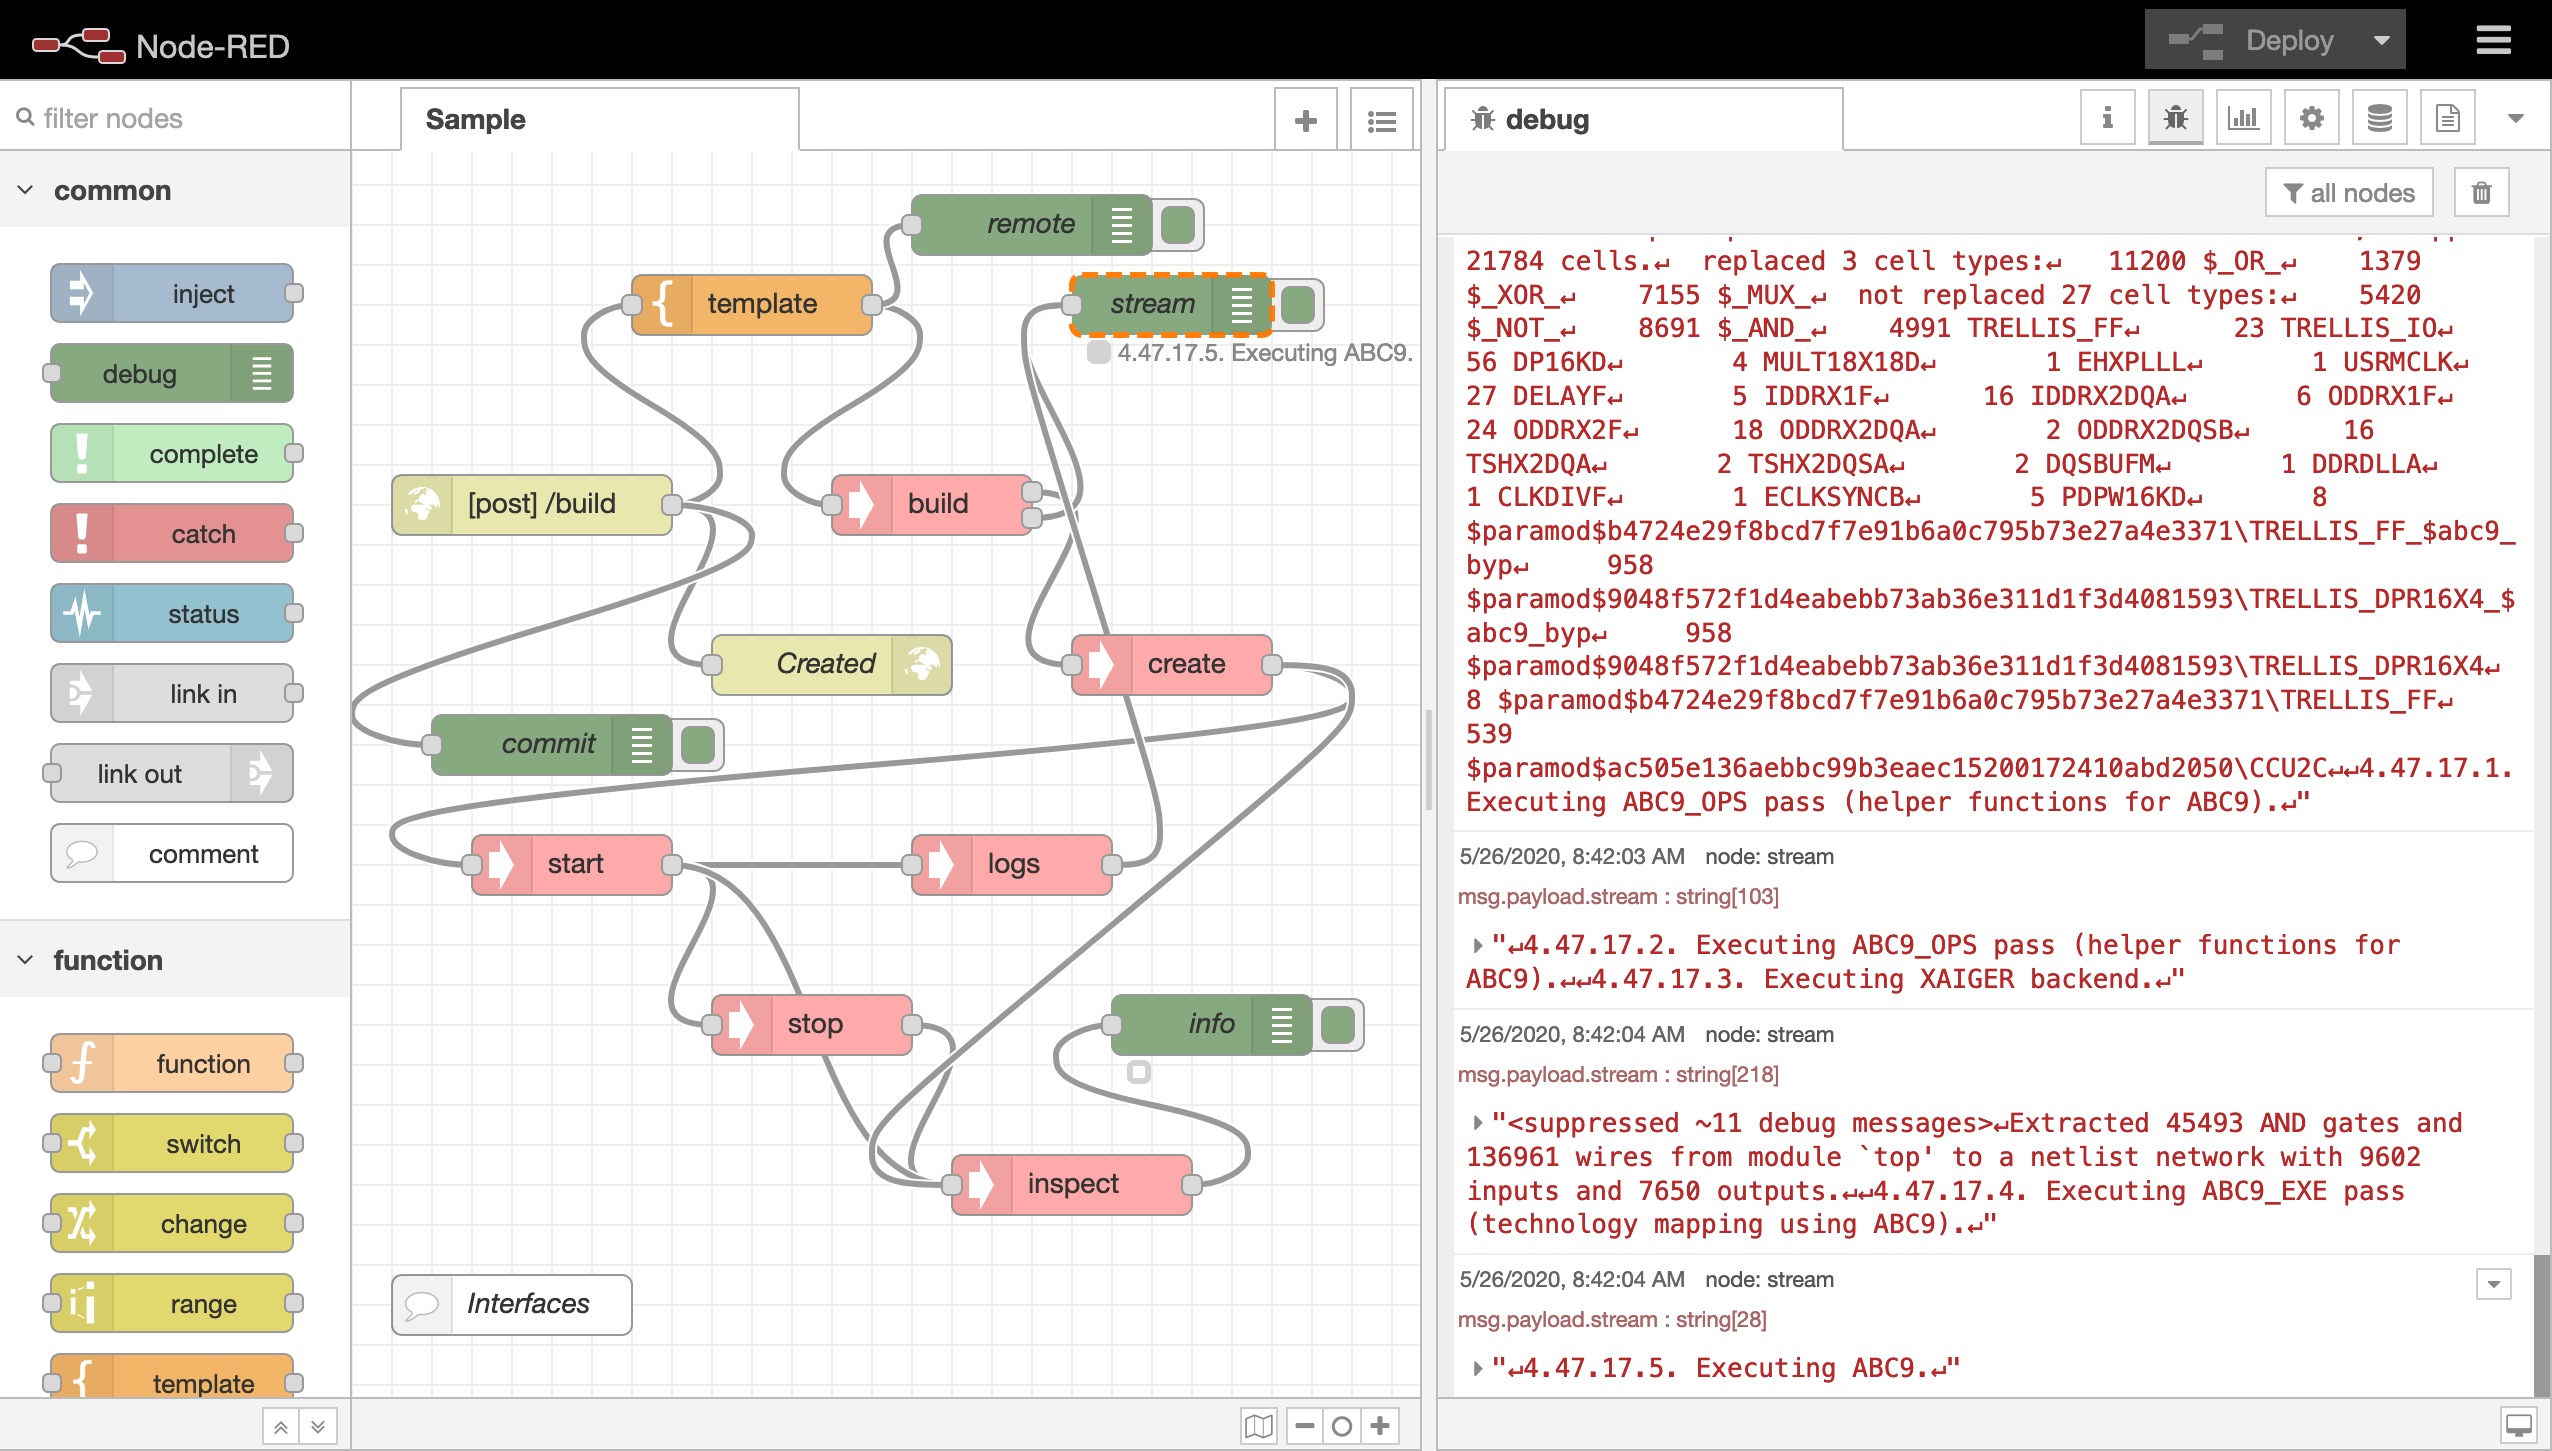 Node-RED
Deploy
filter nodes
common
inject
debug
complete
catch
status
link in
link out
comment
function
function
switch
change
range
template
Sample
remote
template
stream
4.47.17.5. Executing ABC9.
[post] /build
build
Created
create
commit
start
logs
stop
info
inspect
Interfaces
debug
all nodes
21784 cells.↵  replaced 3 cell types:↵   11200 $_OR_↵    1379
$_XOR_↵    7155 $_MUX_↵  not replaced 27 cell types:↵    5420
$_NOT_↵    8691 $_AND_↵    4991 TRELLIS_FF↵      23 TRELLIS_IO↵
56 DP16KD↵       4 MULT18X18D↵       1 EHXPLLL↵       1 USRMCLK↵
27 DELAYF↵       5 IDDRX1F↵      16 IDDRX2DQA↵       6 ODDRX1F↵
24 ODDRX2F↵      18 ODDRX2DQA↵       2 ODDRX2DQSB↵      16
TSHX2DQA↵       2 TSHX2DQSA↵       2 DQSBUFM↵       1 DDRDLLA↵
1 CLKDIVF↵       1 ECLKSYNCB↵       5 PDPW16KD↵       8
$paramod$b4724e29f8bcd7f7e91b6a0c795b73e27a4e3371\TRELLIS_FF_$abc9_
byp↵     958
$paramod$9048f572f1d4eabebb73ab36e311d1f3d4081593\TRELLIS_DPR16X4_$
abc9_byp↵     958
$paramod$9048f572f1d4eabebb73ab36e311d1f3d4081593\TRELLIS_DPR16X4↵
8 $paramod$b4724e29f8bcd7f7e91b6a0c795b73e27a4e3371\TRELLIS_FF↵
539
$paramod$ac505e136aebbc99b3eaec15200172410abd2050\CCU2C↵↵4.47.17.1.
Executing ABC9_OPS pass (helper functions for ABC9).↵"
5/26/2020, 8:42:03 AM   node: stream
msg.payload.stream : string[103]
"↵4.47.17.2. Executing ABC9_OPS pass (helper functions for
ABC9).↵↵4.47.17.3. Executing XAIGER backend.↵"
5/26/2020, 8:42:04 AM   node: stream
msg.payload.stream : string[218]
"<suppressed ~11 debug messages>↵Extracted 45493 AND gates and
136961 wires from module `top' to a netlist network with 9602
inputs and 7650 outputs.↵↵4.47.17.4. Executing ABC9_EXE pass
(technology mapping using ABC9).↵"
5/26/2020, 8:42:04 AM   node: stream
msg.payload.stream : string[28]
"↵4.47.17.5. Executing ABC9.↵"